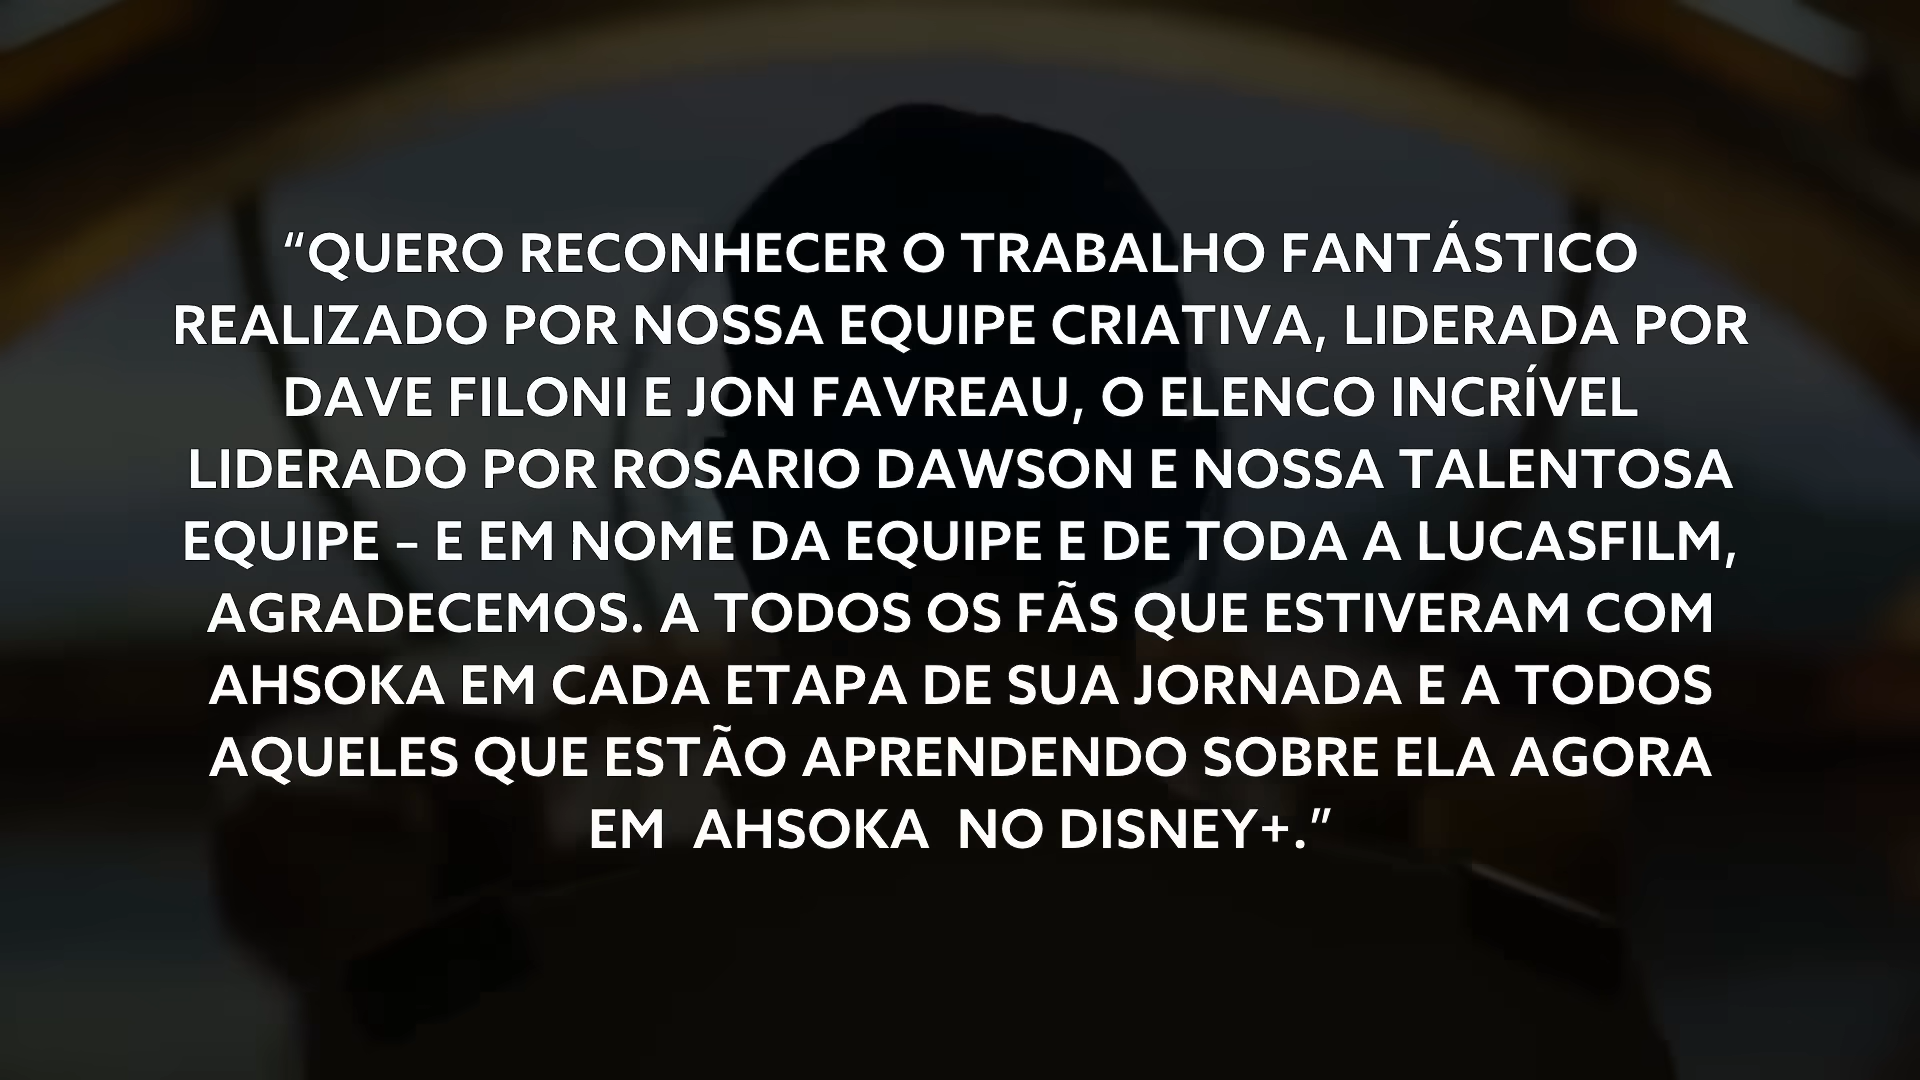 “QUERO RECONHECER O TRABALHO FANTÁSTICO
REALIZADO POR NOSSA EQUIPE CRIATIVA, LIDERADA POR
DAVE FILONI E JON FAVREAU, O ELENCO INCRÍVEL
LIDERADO POR ROSARIO DAWSON E NOSSA TALENTOSA
EQUIPE – E EM NOME DA EQUIPE E DE TODA A LUCASFILM,
AGRADECEMOS. A TODOS OS FÃS QUE ESTIVERAM COM
AHSOKA EM CADA ETAPA DE SUA JORNADA E A TODOS
AQUELES QUE ESTÃO APRENDENDO SOBRE ELA AGORA
EM AHSOKA NO DISNEY+.”